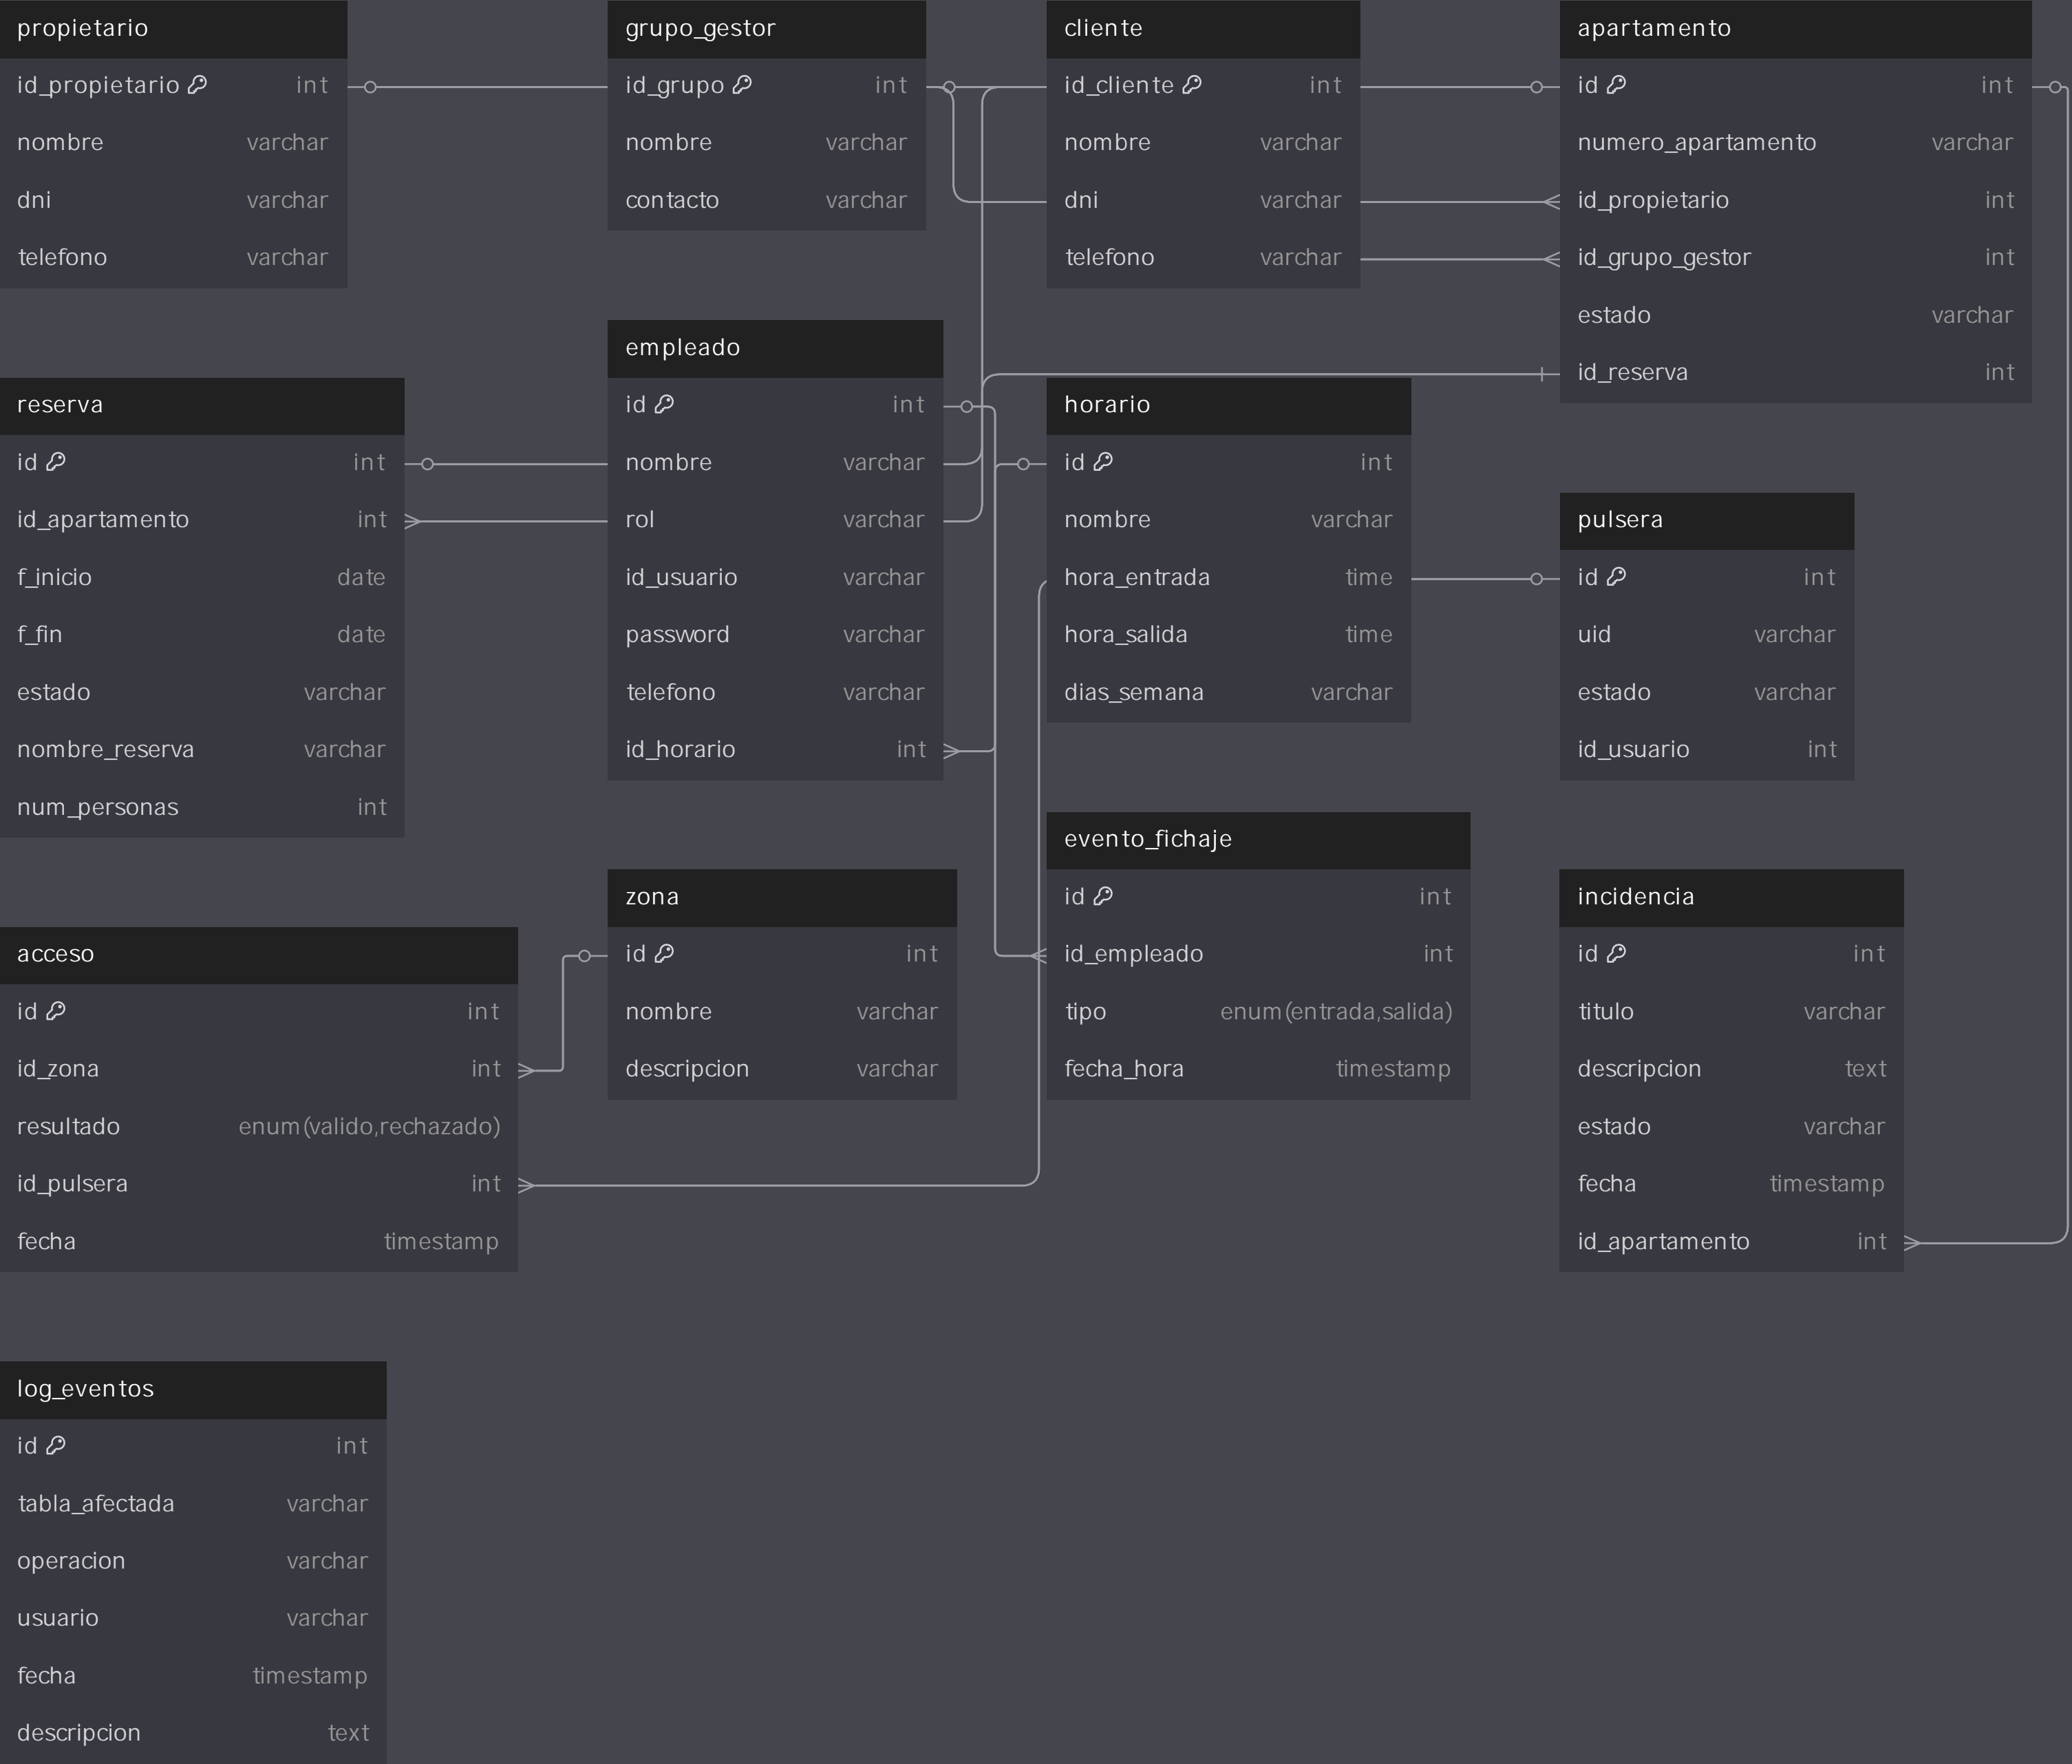 propietario
id_propietario int
nombre varchar
dni varchar
telefono varchar
grupo_gestor
id_grupo int
nombre varchar
contacto varchar
cliente
id_cliente int
nombre varchar
dni varchar
telefono varchar
apartamento
id int
numero_apartamento varchar
id_propietario int
id_grupo_gestor int
estado varchar
id_reserva int
reserva
id int
id_apartamento int
f_inicio date
f_fin date
estado varchar
nombre_reserva varchar
num_personas int
empleado
id int
nombre varchar
rol varchar
id_usuario varchar
password varchar
telefono varchar
id_horario int
horario
id int
nombre varchar
hora_entrada time
hora_salida time
dias_semana varchar
pulsera
id int
uid varchar
estado varchar
id_usuario int
acceso
id int
id_zona int
resultado enum(valido,rechazado)
id_pulsera int
fecha timestamp
zona
id int
nombre varchar
descripcion varchar
evento_fichaje
id int
id_empleado int
tipo enum(entrada,salida)
fecha_hora timestamp
incidencia
id int
titulo varchar
descripcion text
estado varchar
fecha timestamp
id_apartamento int
log_eventos
id int
tabla_afectada varchar
operacion varchar
usuario varchar
fecha timestamp
descripcion text